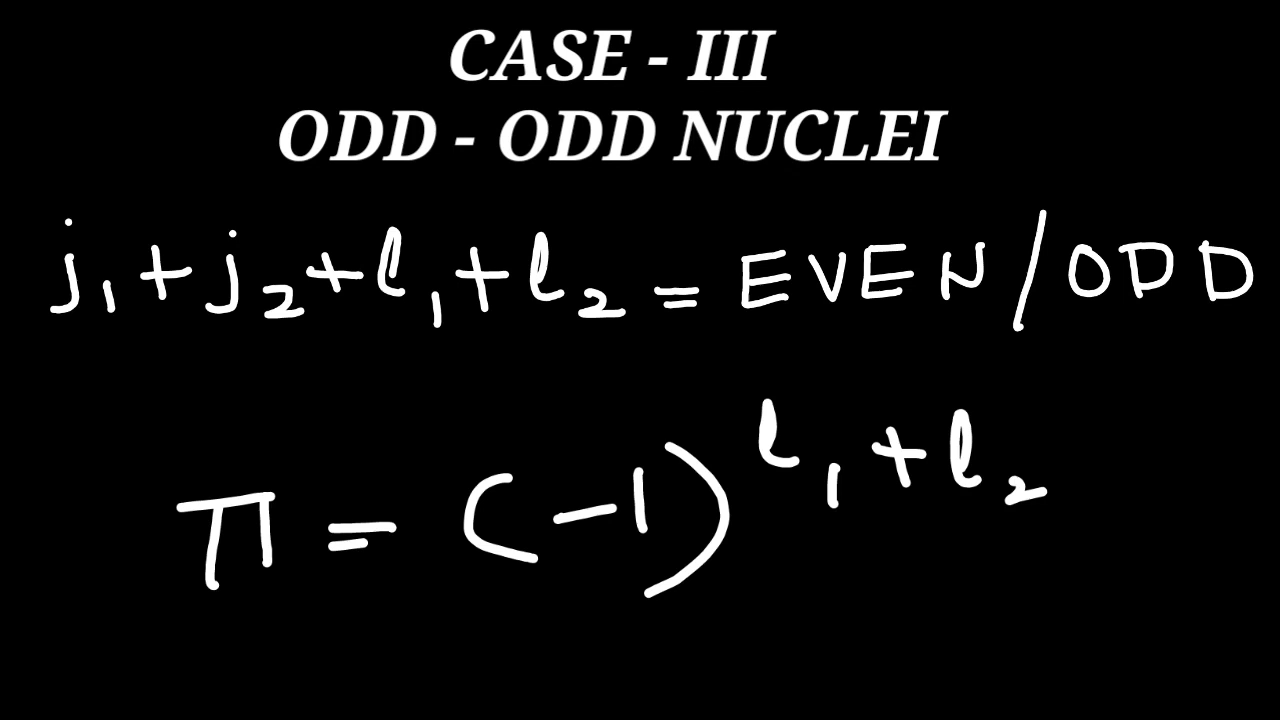 CASE - III
ODD - ODD NUCLEI
j₁ + j₂ + l₁ + l₂ = EVEN / ODD
π = (-1)^l₁ + l₂